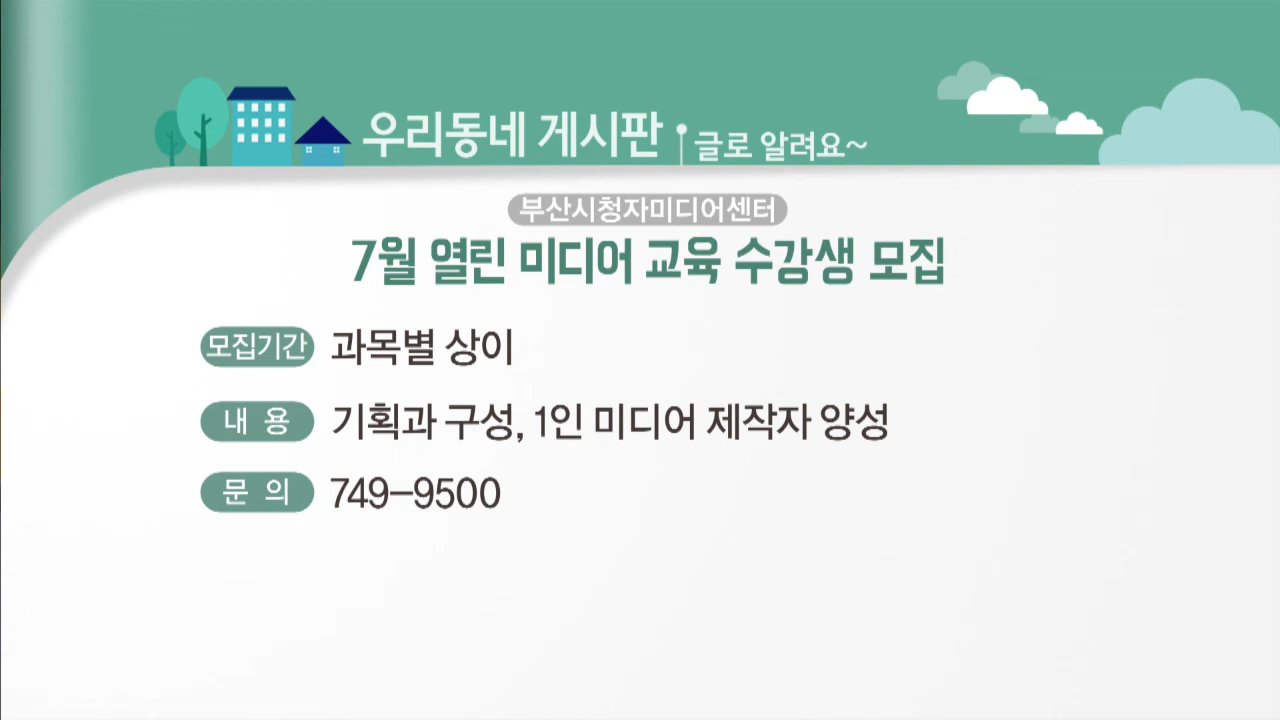 우리동네 게시판 글로 알려요~
부산시청자미디어센터
7월 열린 미디어 교육 수강생 모집
모집기간 과목별 상이
내 용 기획과 구성, 1인 미디어 제작자 양성
문 의 749-9500